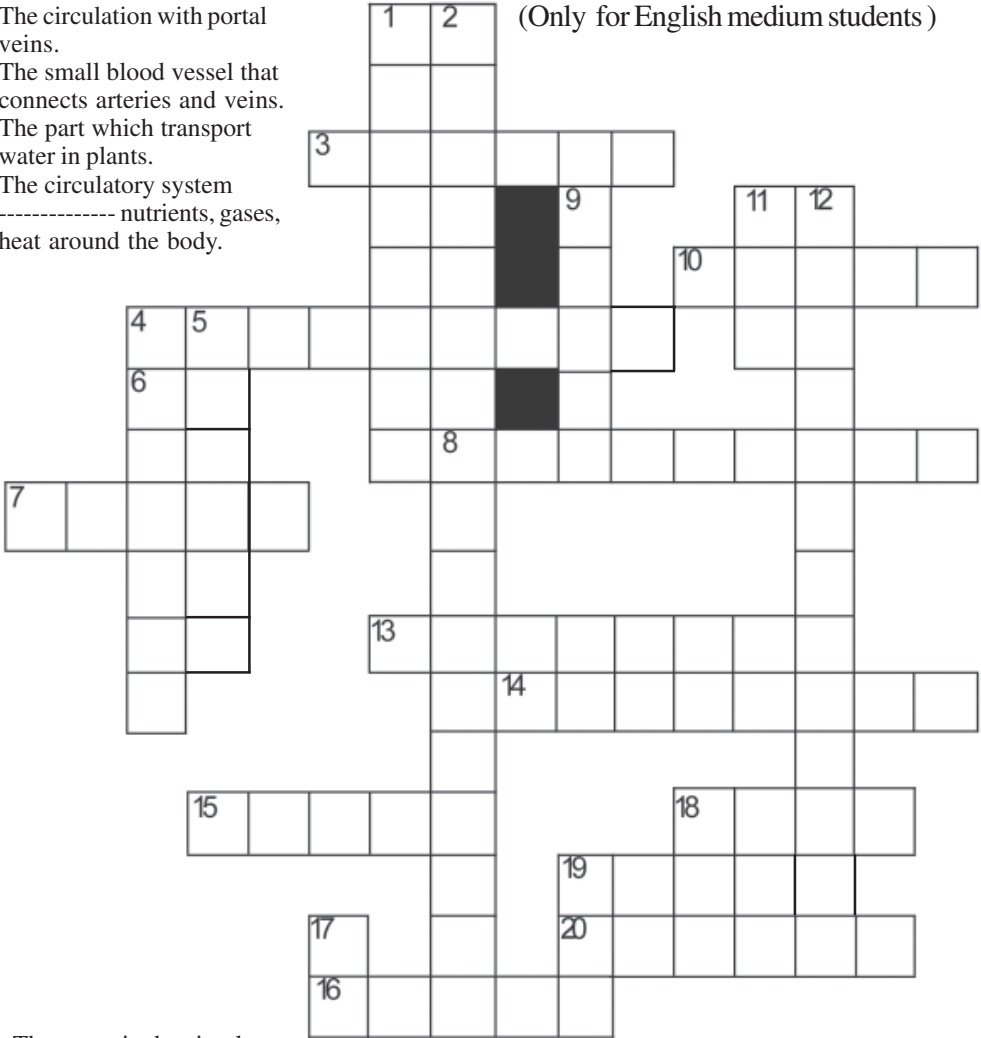 The circulation with portal
veins.
The small blood vessel that
connects arteries and veins.
The part which transport
water in plants.
The circulatory system
-------------- nutrients, gases,
heat around the body.
(Only for English medium students )
1 2
3
9 11 12
10
4 5
6
8
7
13
14
15 18
19
17 20
16